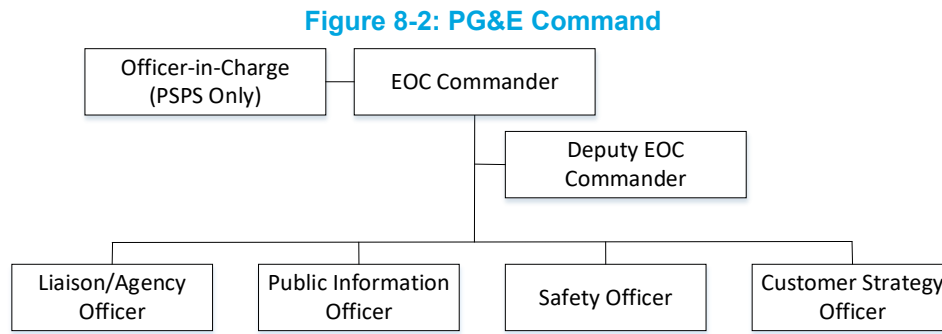 Figure 8-2: PG&E Command
Officer-in-Charge
(PSPS Only)
EOC Commander
Deputy EOC
Commander
Liaison/Agency
Officer
Public Information
Officer
Safety Officer
Customer Strategy
Officer